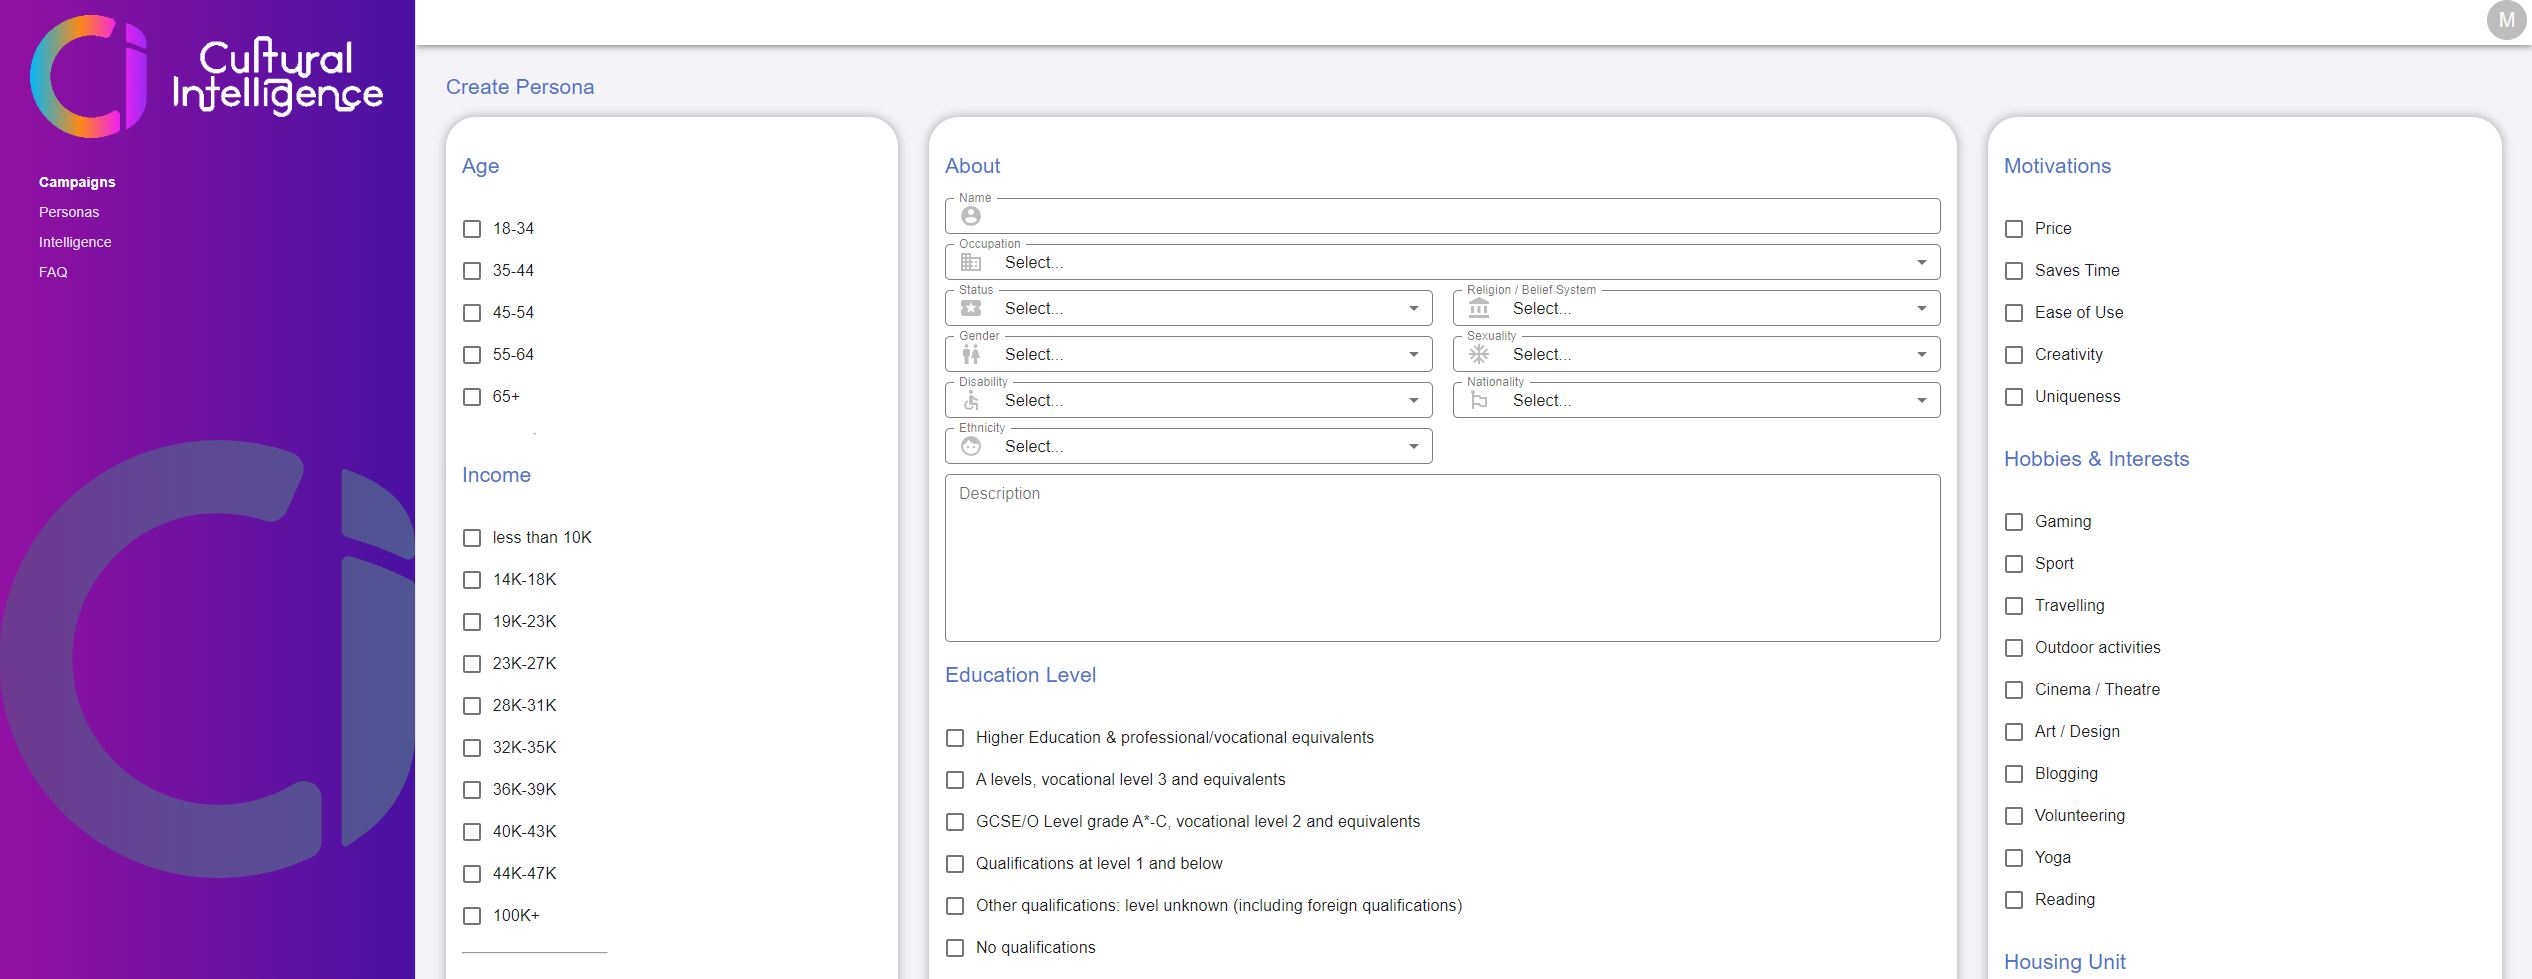 Cultural
Intelligence
Campaigns
Personas
Intelligence
FAQ
M
Create Persona
Age
18-34
35-44
45-54
55-64
65+
Income
less than 10K
14K-18K
19K-23K
23K-27K
28K-31K
32K-35K
36K-39K
40K-43K
44K-47K
100K+
About
Name
Occupation
Select...
Status
Select...
Religion / Belief System
Select...
Gender
Select...
Sexuality
Select...
Disability
Select...
Nationality
Select...
Ethnicity
Select...
Description
Education Level
Higher Education & professional/vocational equivalents
A levels, vocational level 3 and equivalents
GCSE/O Level grade A*-C, vocational level 2 and equivalents
Qualifications at level 1 and below
Other qualifications: level unknown (including foreign qualifications)
No qualifications
Motivations
Price
Saves Time
Ease of Use
Creativity
Uniqueness
Hobbies & Interests
Gaming
Sport
Travelling
Outdoor activities
Cinema / Theatre
Art / Design
Blogging
Volunteering
Yoga
Reading
Housing Unit